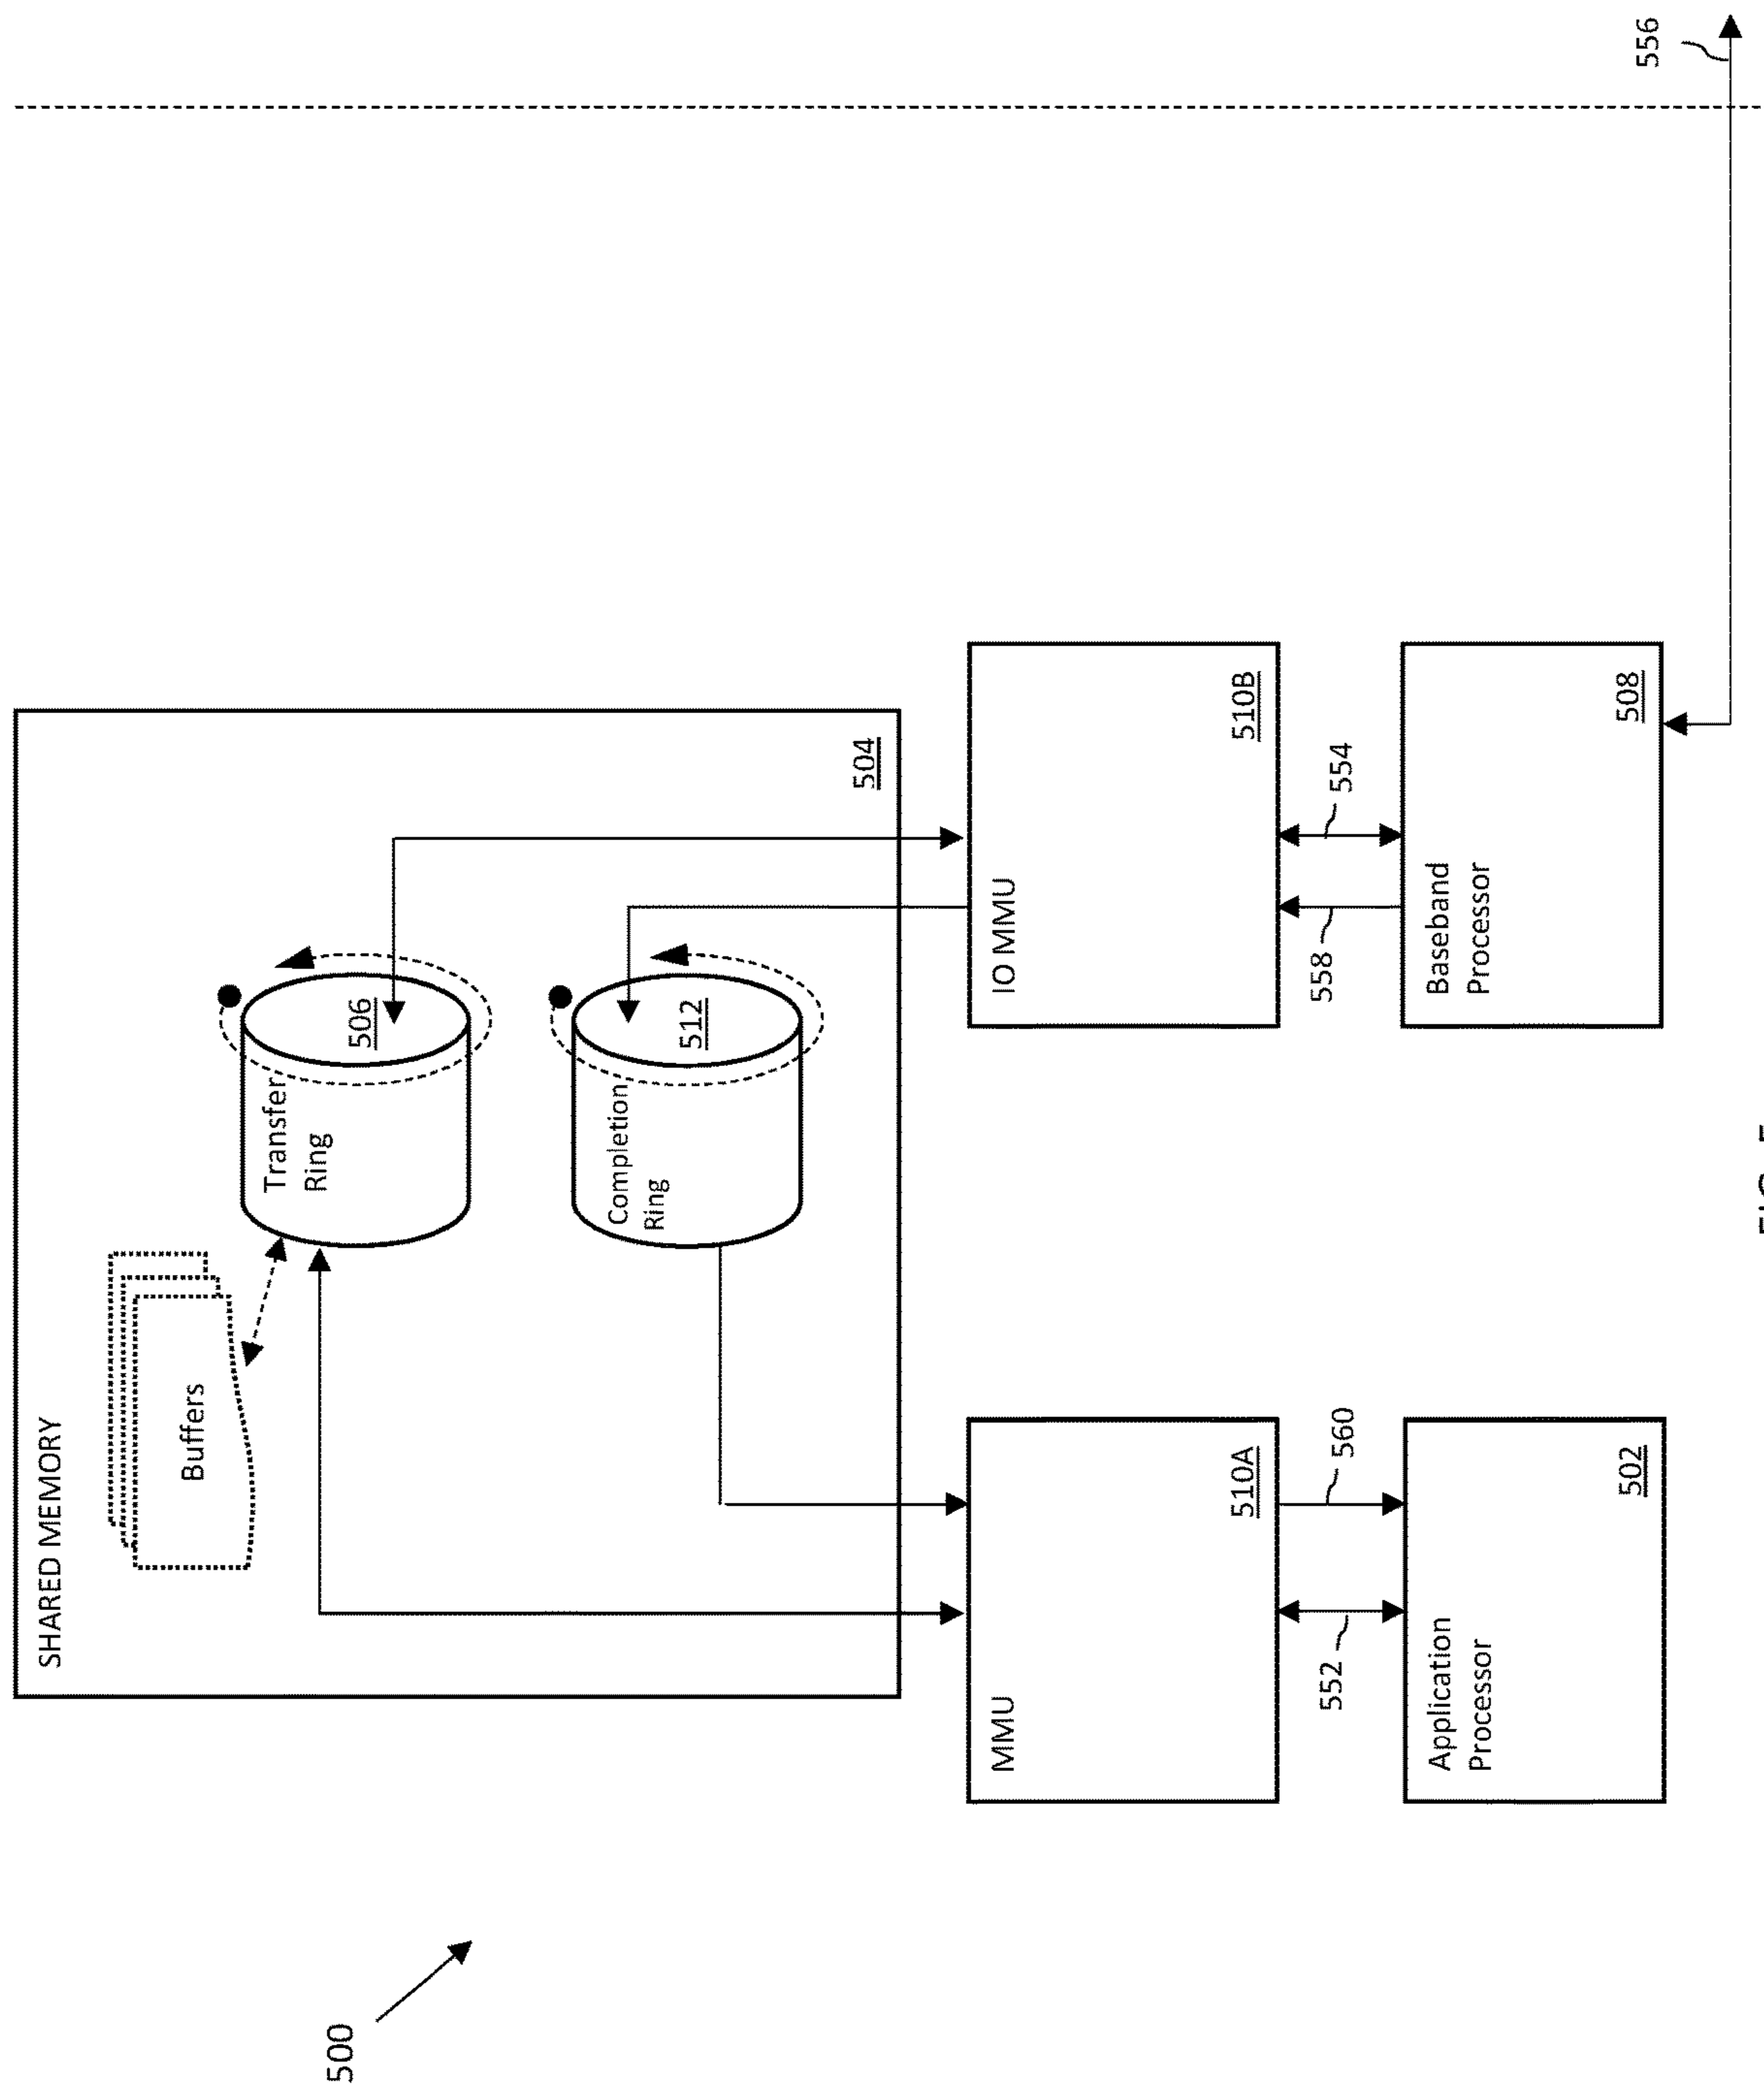 SHARED MEMORY
Buffers
Transfer
Ring
506
500
Completion
Ring
512
504
MMU
510A
IO MMU
510B
552
560
558
554
Application
Processor
502
Baseband
Processor
508
556